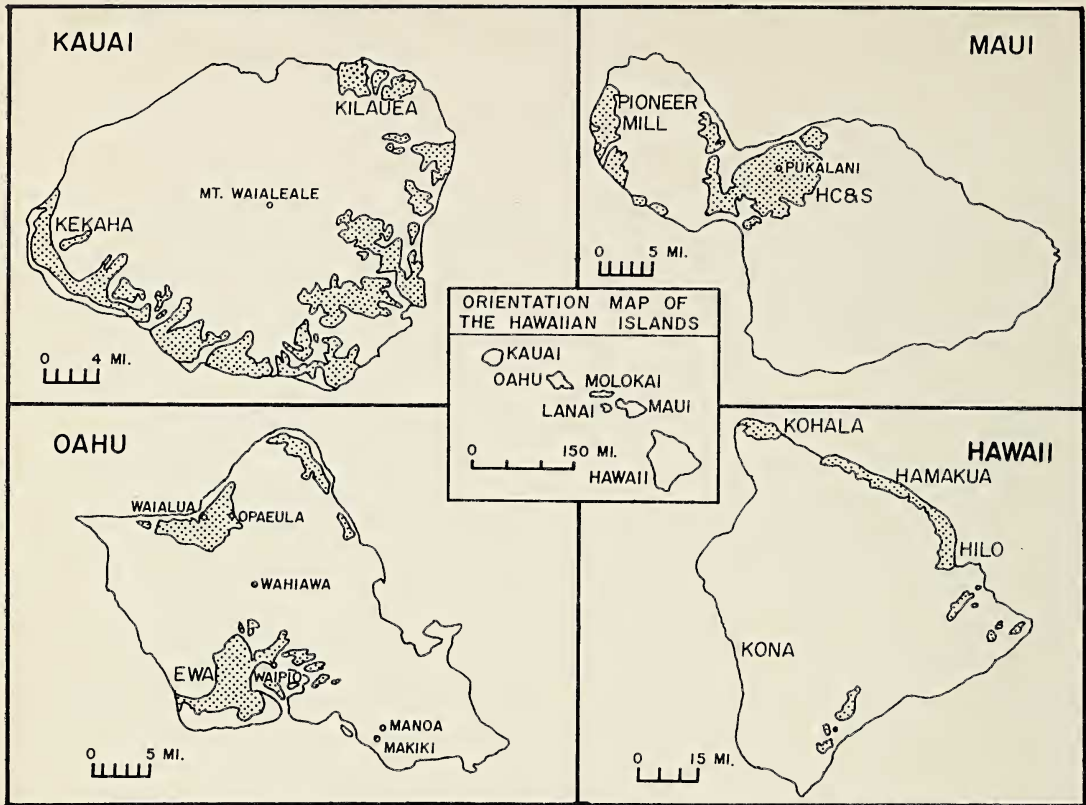 KAUAI
KILAUEA
MT. WAIALEALE
KEKAHA
0 4 MI.
MAUI
PIONEER
MILL
PUKALANI
HC&S
0 5 MI.
ORIENTATION MAP OF
THE HAWAIIAN ISLANDS
KAUAI
OAHU
MOLOKAI
LANAI
MAUI
0 150 MI.
HAWAII
OAHU
WAIALUA
OPAEULA
WAHIAWA
EWA
WAIPIO
MANOA
MAKIKI
0 5 MI.
HAWAII
KOHALA
HAMAKUA
HILO
KONA
0 15 MI.